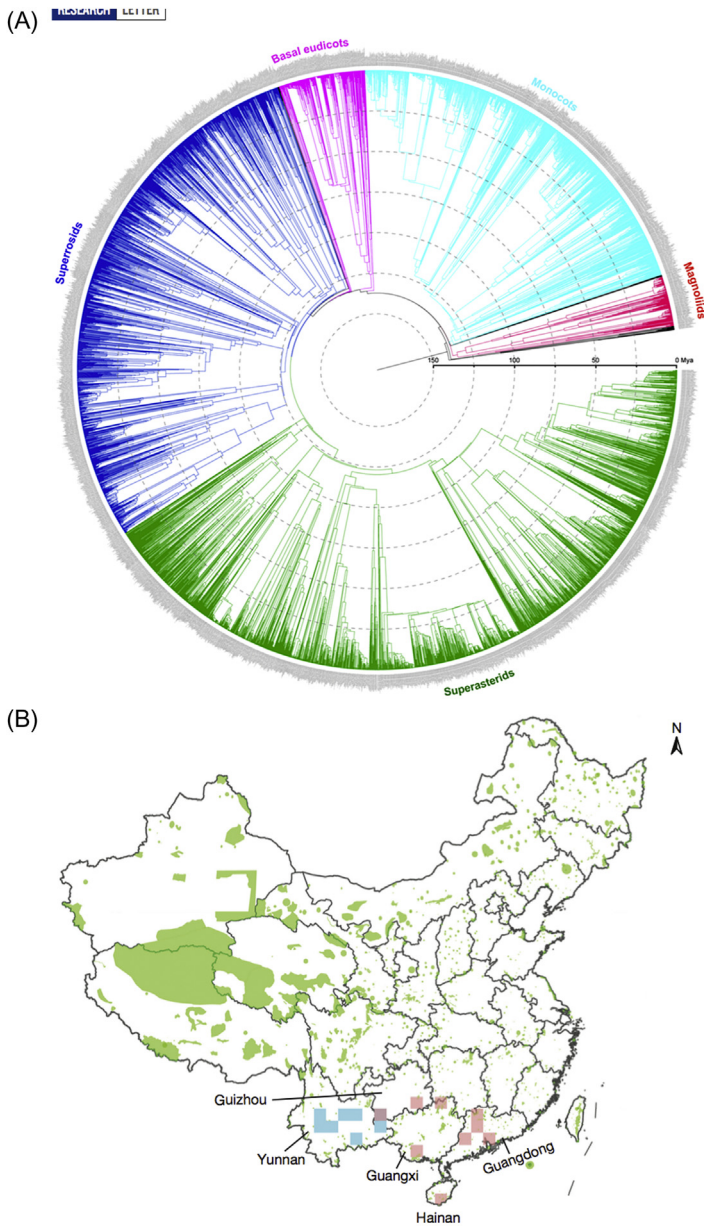 (A)
RESEARCH LETTER
Basal eudicots
Monocots
Superrosids
Magnoliids
150 100 50 0 Mya
Superasterids
(B)
N
Guizhou
Yunnan
Guangxi
Guangdong
Hainan